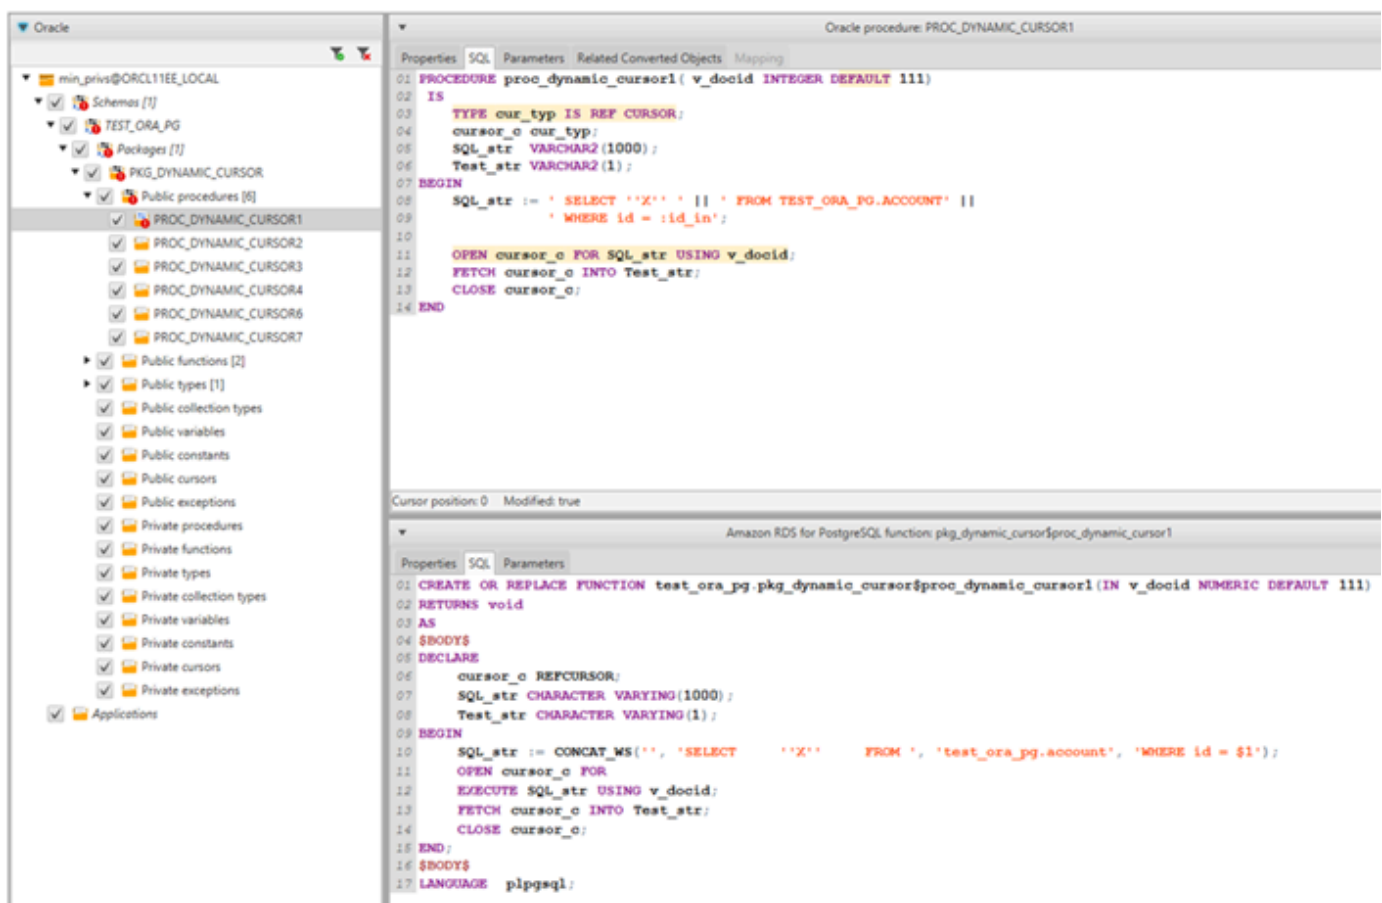 Oracle
min_privs@ORCL11EE_LOCAL
Schemas [1]
TEST_ORA_PG
Packages [1]
PKG_DYNAMIC_CURSOR
Public procedures [6]
PROC_DYNAMIC_CURSOR1
PROC_DYNAMIC_CURSOR2
PROC_DYNAMIC_CURSOR3
PROC_DYNAMIC_CURSOR4
PROC_DYNAMIC_CURSOR6
PROC_DYNAMIC_CURSOR7
Public functions [2]
Public types [1]
Public collection types
Public variables
Public constants
Public cursors
Public exceptions
Private procedures
Private functions
Private types
Private collection types
Private variables
Private constants
Private cursors
Private exceptions
Applications
Oracle procedure: PROC_DYNAMIC_CURSOR1
Properties SQL Parameters Related Converted Objects Mapping
01 PROCEDURE proc_dynamic_cursor1( v_docid INTEGER DEFAULT 111)
02 IS
03 TYPE cur_typ IS REF CURSOR;
04 cursor_c cur_typ;
05 SQL_str VARCHAR2(1000);
06 Test_str VARCHAR2(1);
07 BEGIN
08 SQL_str := ' SELECT ''X'' ' || ' FROM TEST_ORA_PG.ACCOUNT' ||
09 ' WHERE id = :id_in';
10
11 OPEN cursor_c FOR SQL_str USING v_docid;
12 FETCH cursor_c INTO Test_str;
13 CLOSE cursor_c;
14 END
Cursor position: 0 Modified: true
Amazon RDS for PostgreSQL function: pkg_dynamic_cursor$proc_dynamic_cursor1
Properties SQL Parameters
01 CREATE OR REPLACE FUNCTION test_ora_pg.pkg_dynamic_cursor$proc_dynamic_cursor1(IN v_docid NUMERIC DEFAULT 111)
02 RETURNS void
03 AS
04 $BODY$
05 DECLARE
06 cursor_c REFCURSOR;
07 SQL_str CHARACTER VARYING(1000);
08 Test_str CHARACTER VARYING(1);
09 BEGIN
10 SQL_str := CONCAT_WS('', 'SELECT ''X'' FROM ', 'test_ora_pg.account', 'WHERE id = $1');
11 OPEN cursor_c FOR
12 EXECUTE SQL_str USING v_docid;
13 FETCH cursor_c INTO Test_str;
14 CLOSE cursor_c;
15 END;
16 $BODY$
17 LANGUAGE plpgsql;